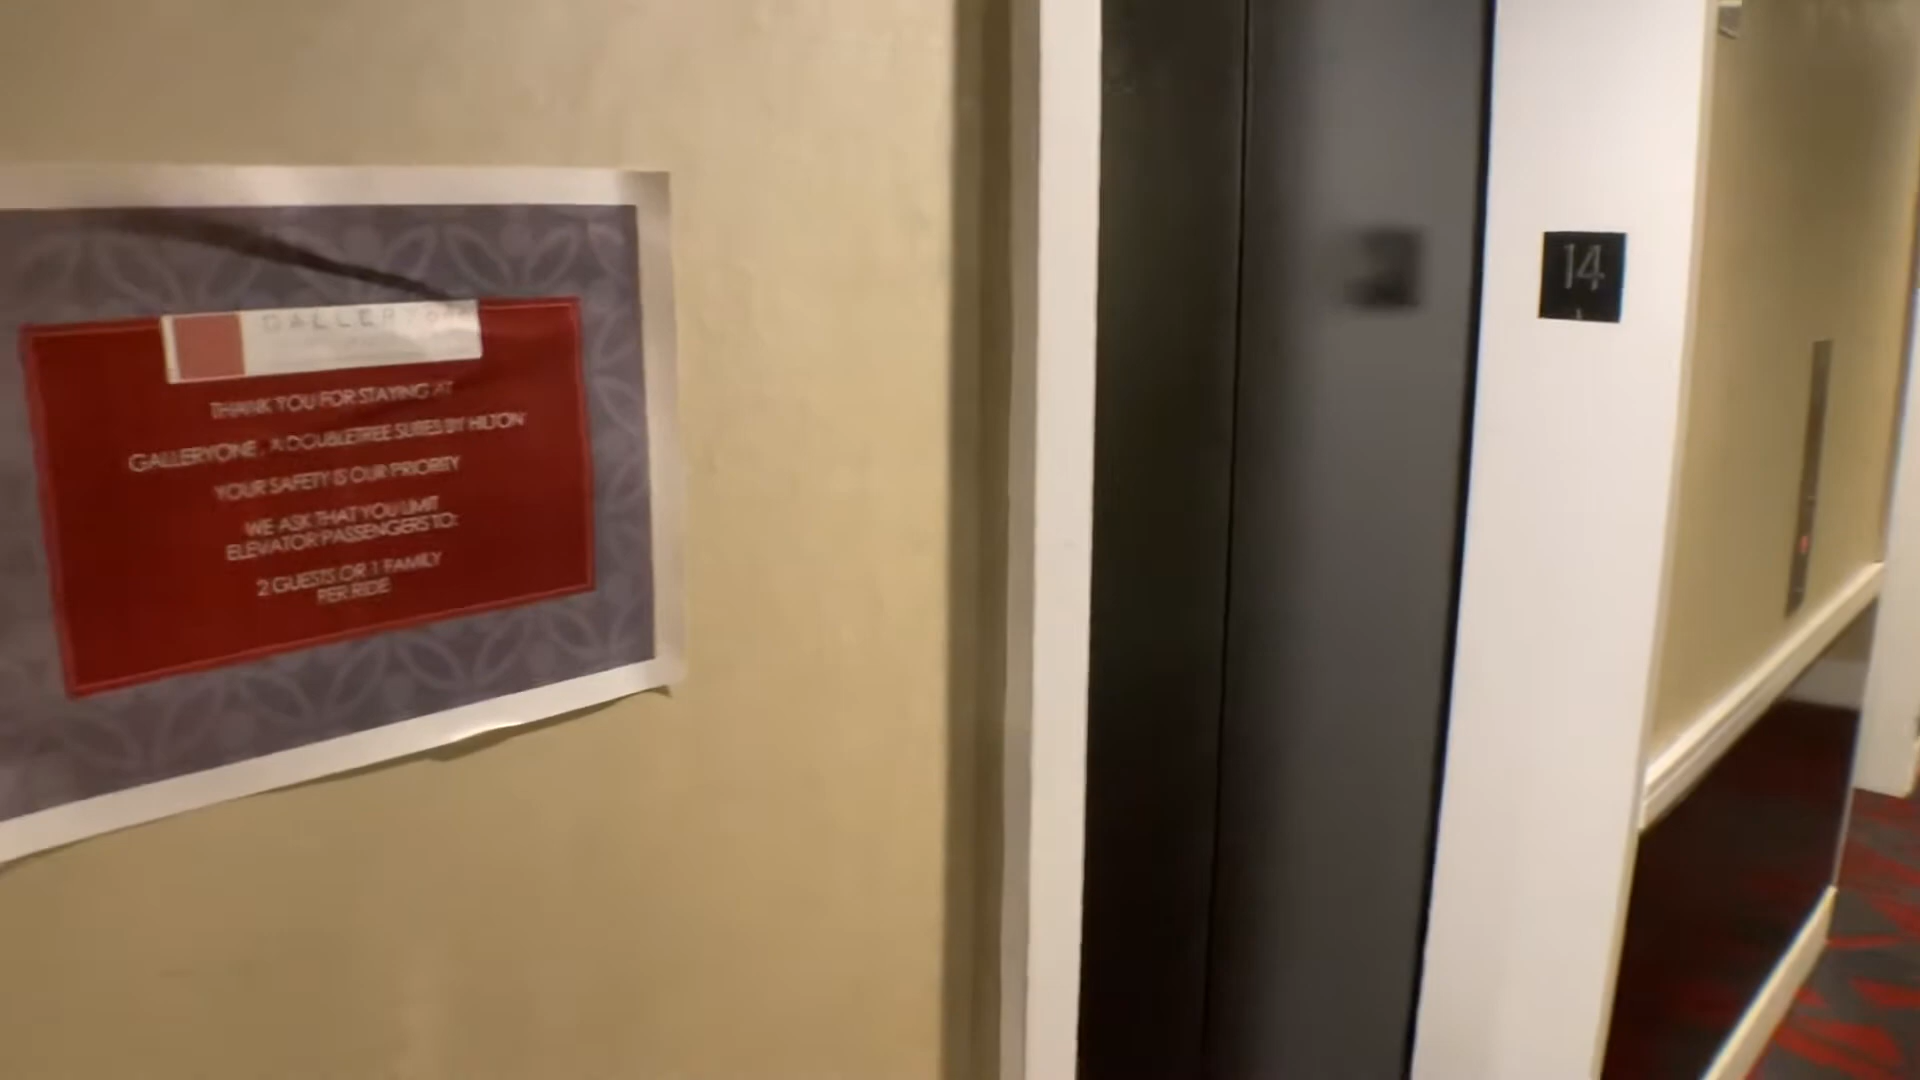 GALLERYONE
THANK YOU FOR STAYING AT
GALLERYONE, A DOUBLETREE SUITES BY HILTON
YOUR SAFETY IS OUR PRIORITY
WE ASK THAT YOU LIMIT
ELEVATOR PASSENGERS TO:
2 GUESTS OR 1 FAMILY
PER RIDE
14